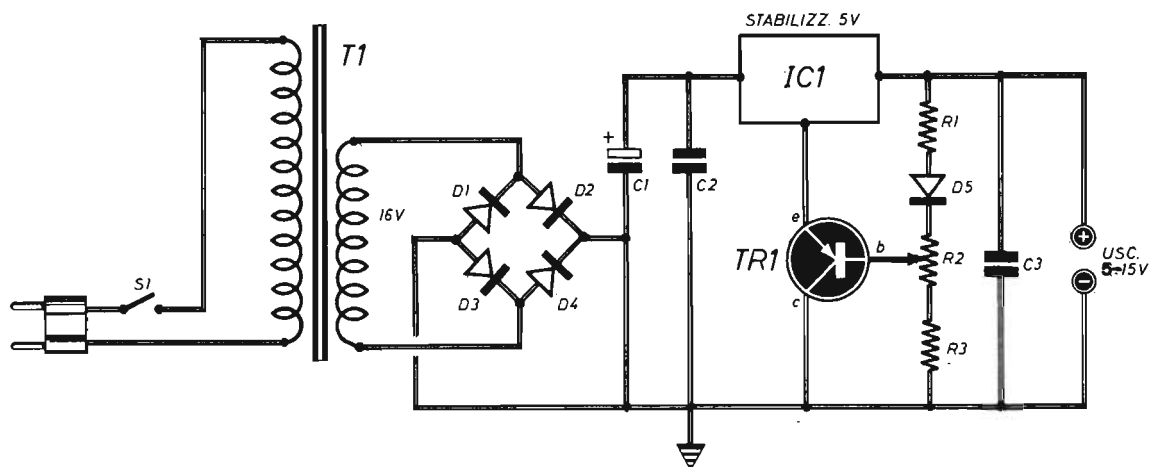 STABILIZZ. 5V
T1
IC1
R1
+
C1
C2
D1
D2
16V
D5
e
b
TR1
R2
C3
+
USC.
5-15V
-
S1
D3
D4
c
R3